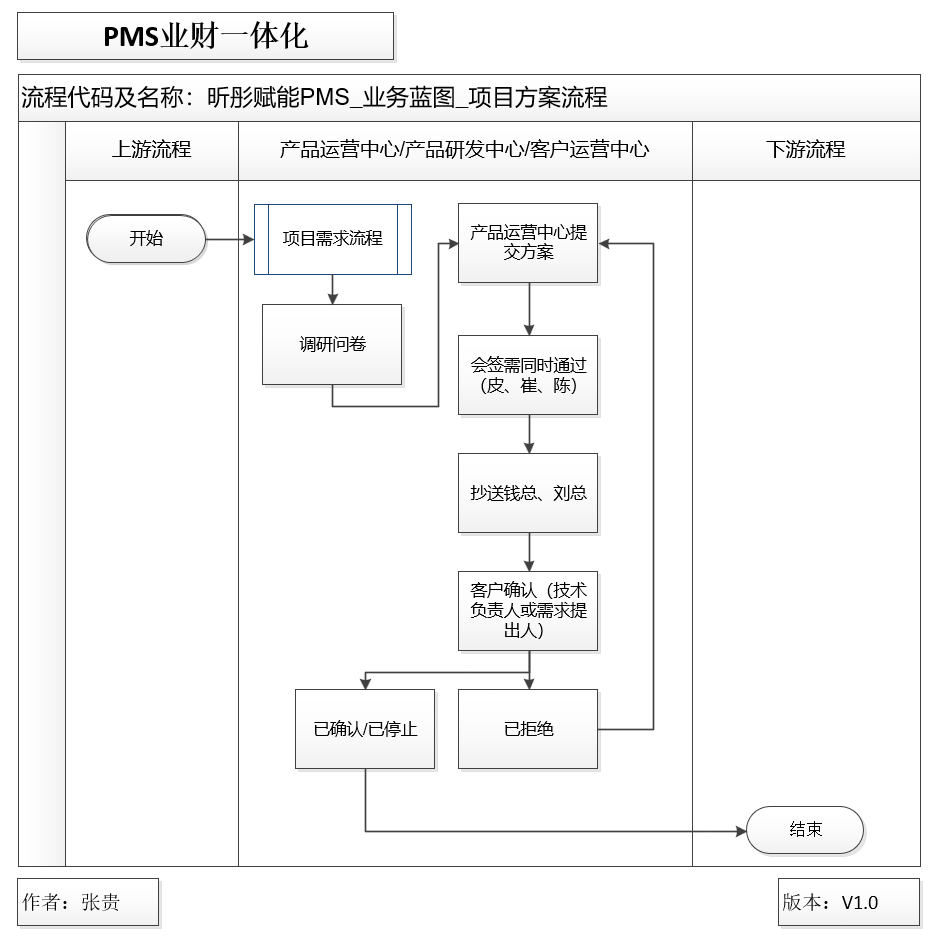 PMS业财一体化
流程代码及名称：昕彤赋能PMS_业务蓝图_项目方案流程
上游流程
产品运营中心/产品研发中心/客户运营中心
下游流程
开始
项目需求流程
产品运营中心提
交方案
调研问卷
会签需同时通过
（皮、崔、陈）
抄送钱总、刘总
客户确认（技术
负责人或需求提
出人）
已确认/已停止
已拒绝
结束
作者：张贵
版本：V1.0